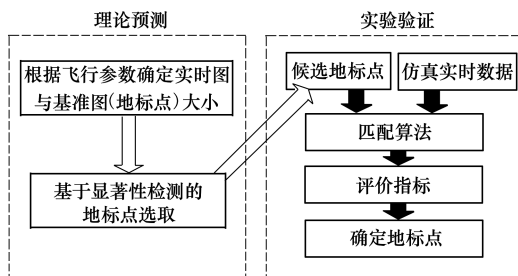 理论预测
根据飞行参数确定实时图
与基准图(地标点)大小
基于显著性检测的
地标点选取
实验验证
候选地标点
仿真实时数据
匹配算法
评价指标
确定地标点